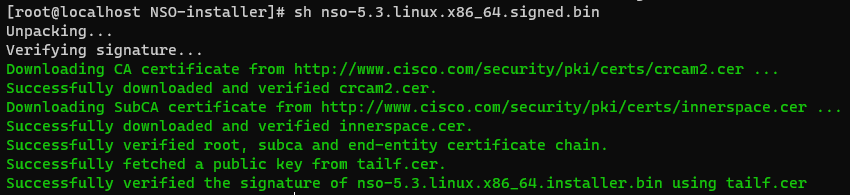 [root@localhost NSO-installer]# sh nso-5.3.linux.x86_64.signed.bin
Unpacking...
Verifying signature...
Downloading CA certificate from http://www.cisco.com/security/pki/certs/crcam2.cer ...
Successfully downloaded and verified crcam2.cer.
Downloading SubCA certificate from http://www.cisco.com/security/pki/certs/innerspace.cer ...
Successfully downloaded and verified innerspace.cer.
Successfully verified root, subca and end-entity certificate chain.
Successfully fetched a public key from tailf.cer.
Successfully verified the signature of nso-5.3.linux.x86_64.installer.bin using tailf.cer